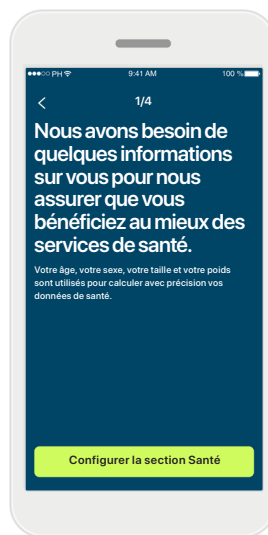 PH 9:41 AM 100 %
1/4
Nous avons besoin de
quelques informations
sur vous pour nous
assurer que vous
bénéficiez au mieux des
services de santé.
Votre âge, votre sexe, votre taille et votre poids
sont utilisés pour calculer avec précision vos
données de santé.
Configurer la section Santé